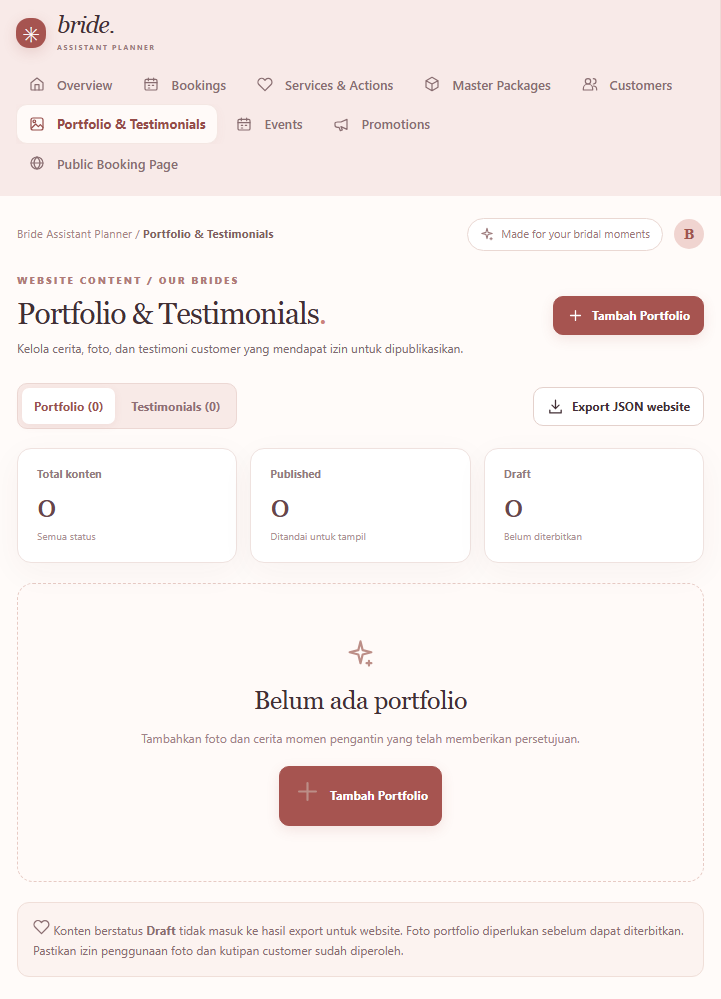 bride.
ASSISTANT PLANNER
Overview
Bookings
Services & Actions
Master Packages
Customers
Portfolio & Testimonials
Events
Promotions
Public Booking Page
Bride Assistant Planner / Portfolio & Testimonials
Made for your bridal moments
B
WEBSITE CONTENT / OUR BRIDES
Portfolio & Testimonials.
Tambah Portfolio
Kelola cerita, foto, dan testimoni customer yang mendapat izin untuk dipublikasikan.
Portfolio (0)
Testimonials (0)
Export JSON website
Total konten
0
Semua status
Published
0
Ditandai untuk tampil
Draft
0
Belum diterbitkan
Belum ada portfolio
Tambahkan foto dan cerita momen pengantin yang telah memberikan persetujuan.
Tambah Portfolio
Konten berstatus Draft tidak masuk ke hasil export untuk website. Foto portfolio diperlukan sebelum dapat diterbitkan.
Pastikan izin penggunaan foto dan kutipan customer sudah diperoleh.